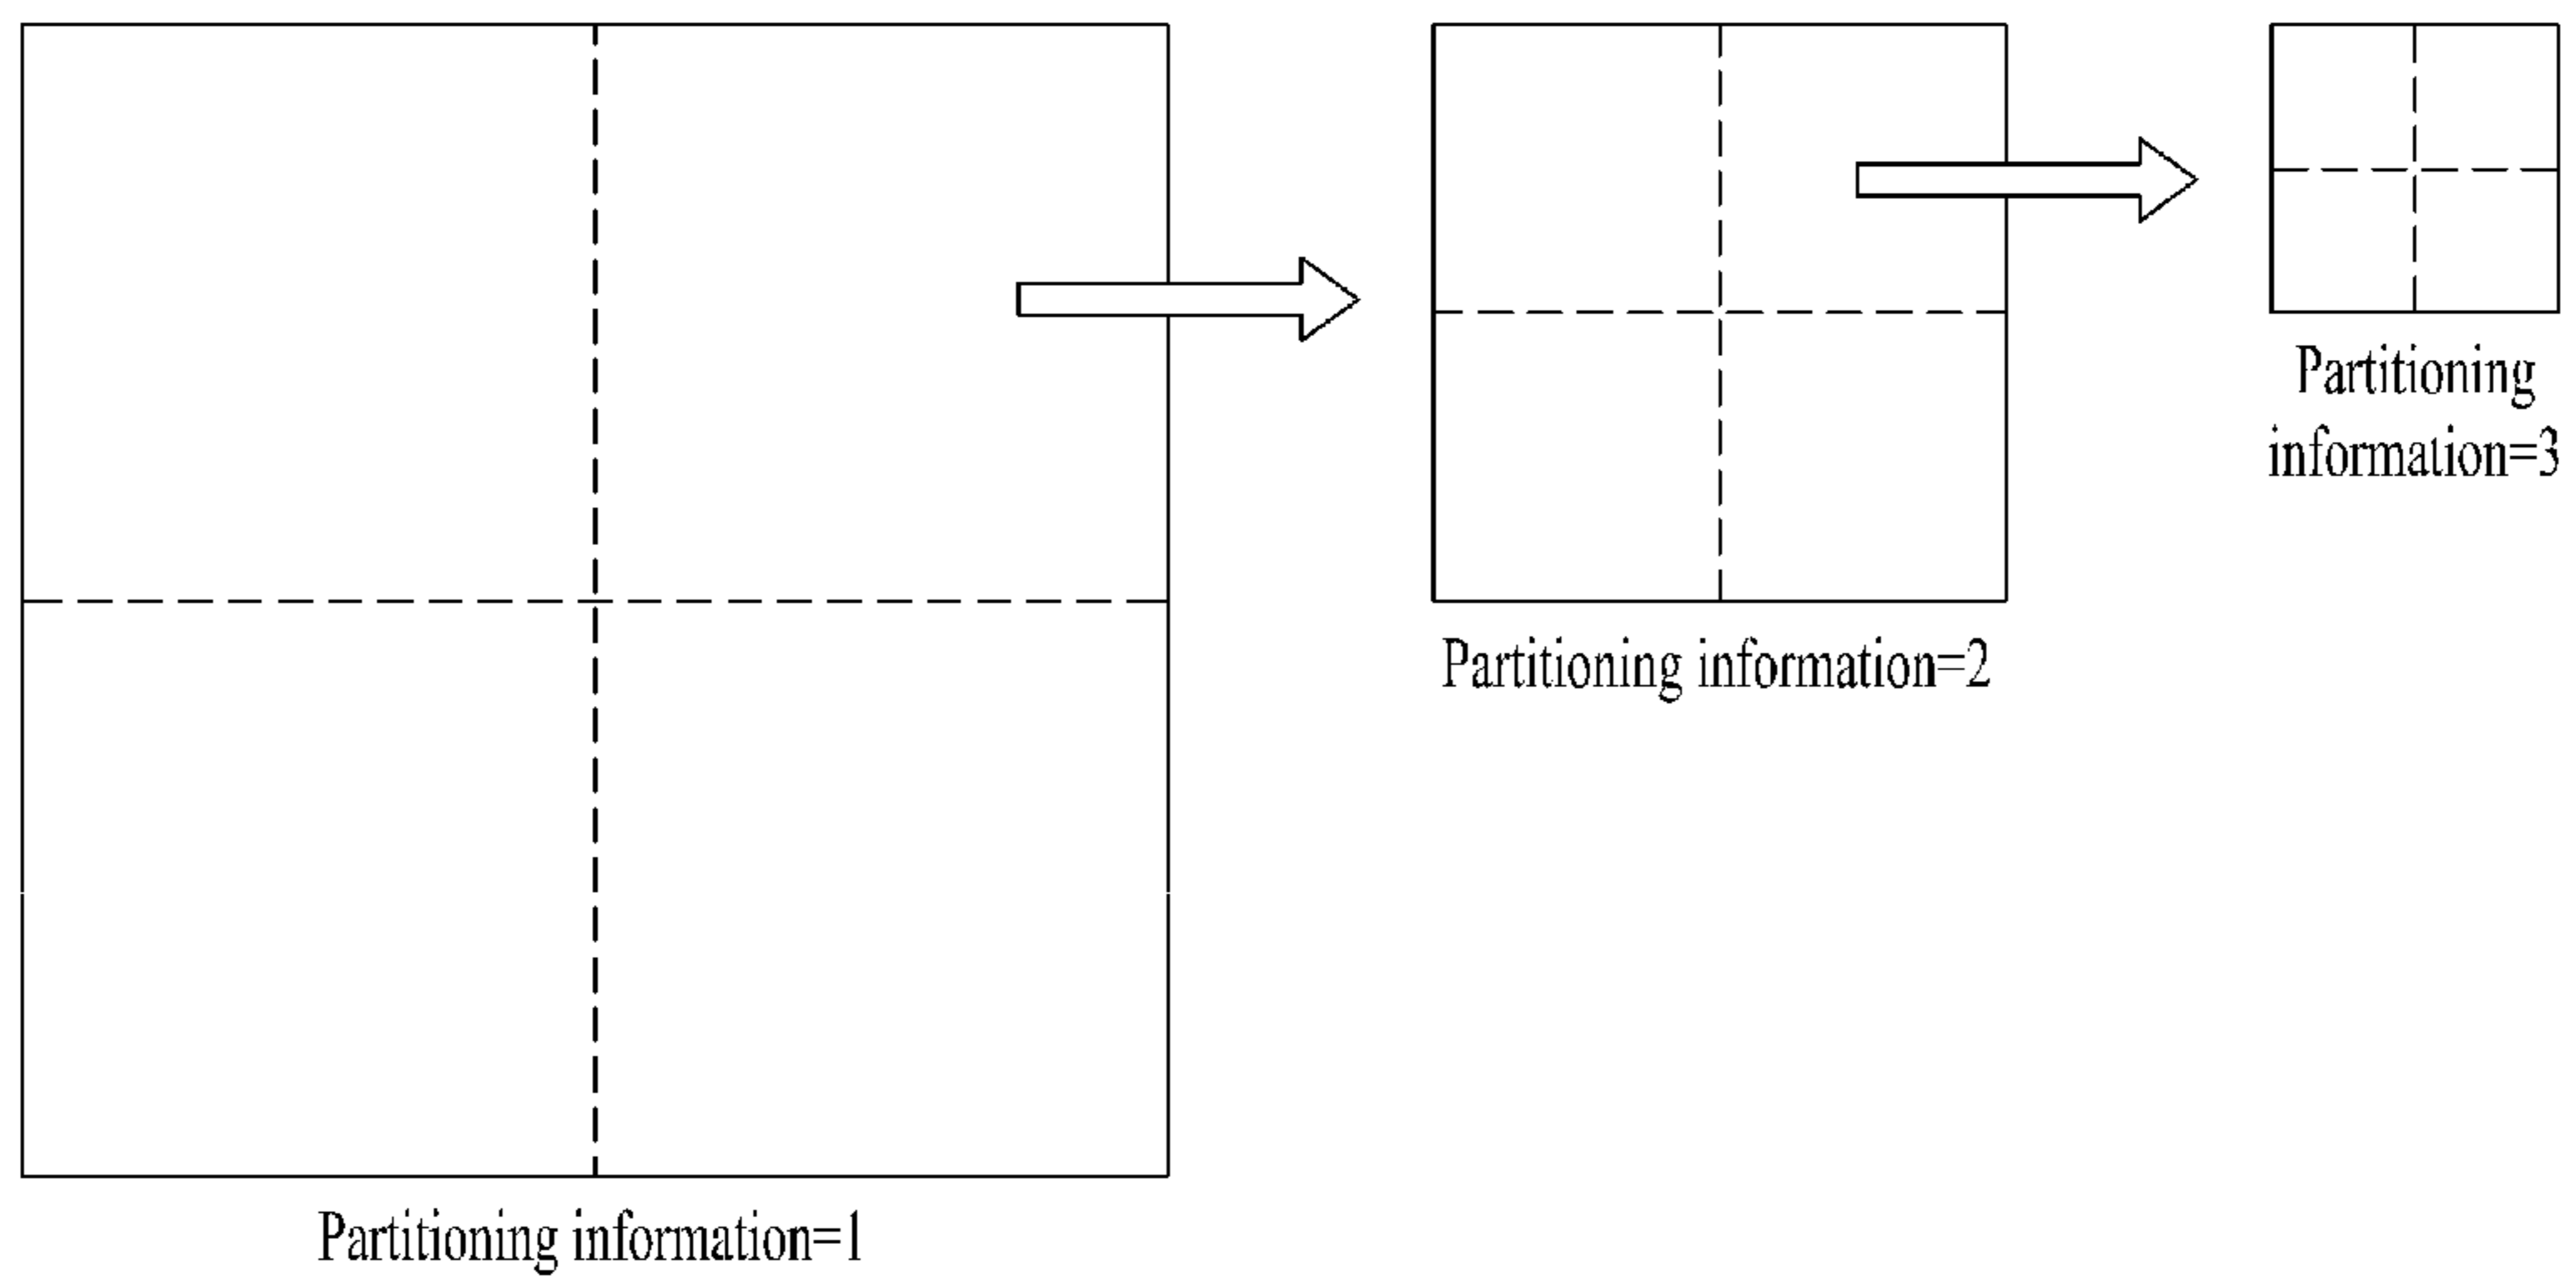 Partitioning
information=3
Partitioning information=2
Partitioning information=1